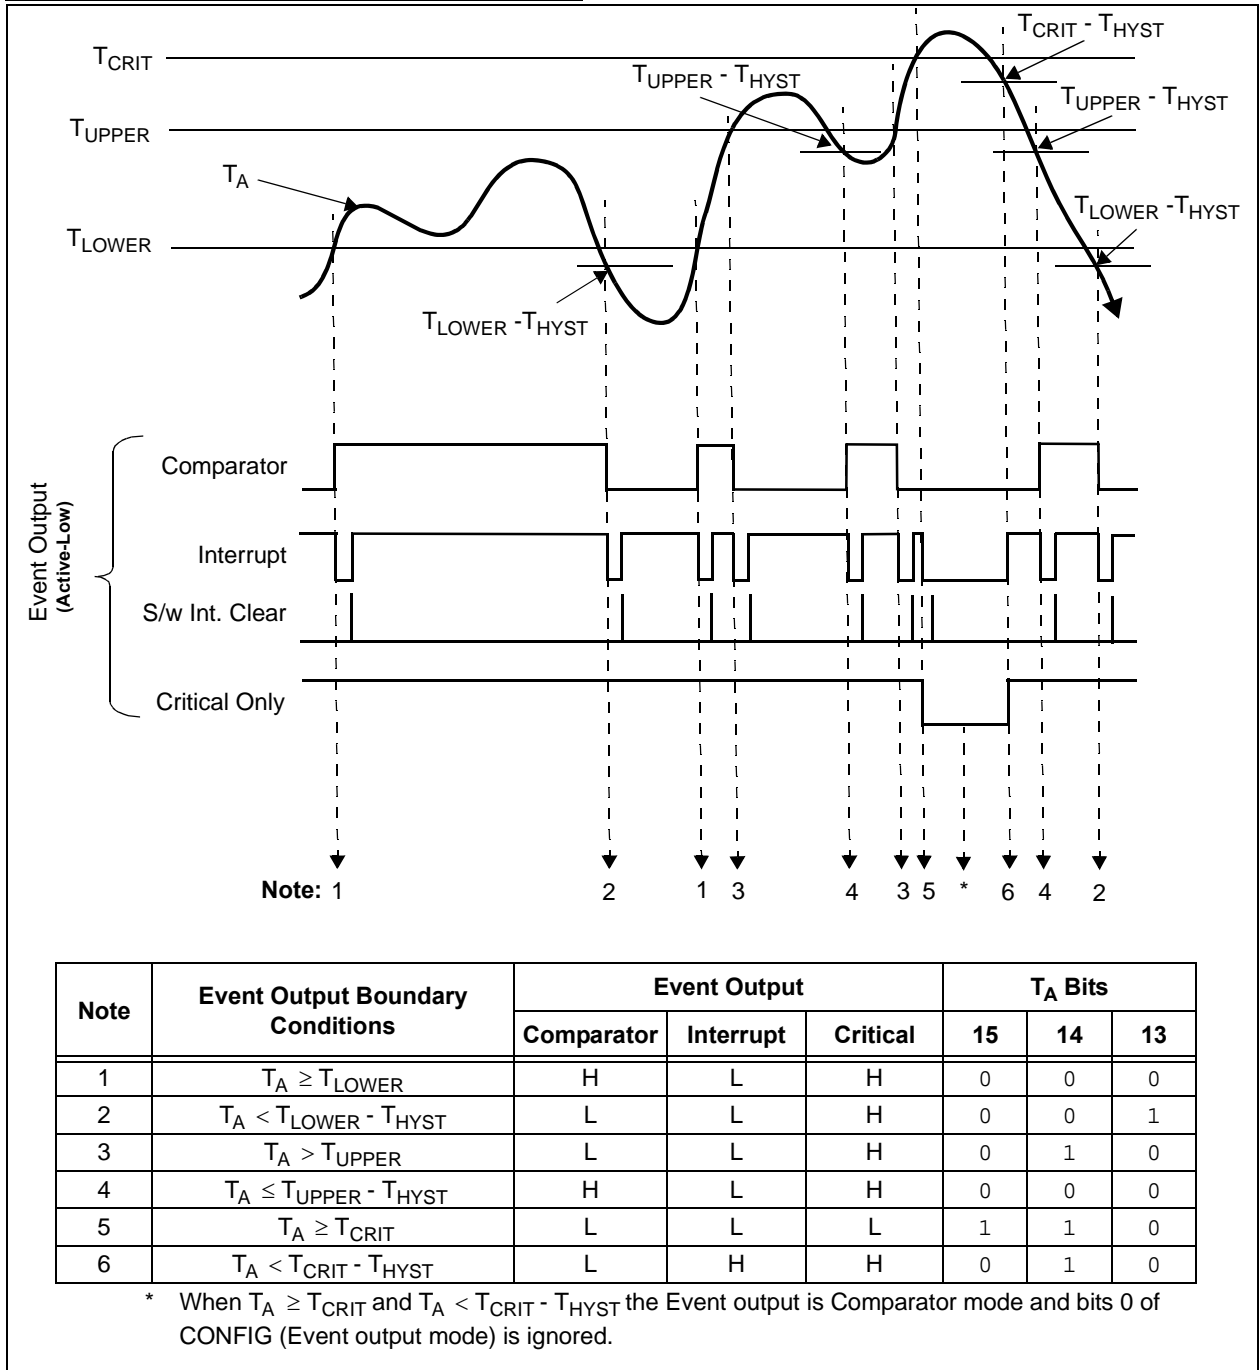 T_CRIT
T_CRIT - T_HYST
T_UPPER - T_HYST
T_UPPER - T_HYST
T_UPPER
T_A
T_LOWER -T_HYST
T_LOWER
T_LOWER -T_HYST
Event Output
(Active-Low)
Comparator
Interrupt
S/w Int. Clear
Critical Only
Note: 1 2 1 3 4 3 5 * 6 4 2
Note Event Output Boundary Conditions Event Output T_A Bits
Comparator Interrupt Critical 15 14 13
1 T_A ≥ T_LOWER H L H 0 0 0
2 T_A < T_LOWER - T_HYST L L H 0 0 1
3 T_A > T_UPPER L L H 0 1 0
4 T_A ≤ T_UPPER - T_HYST H L H 0 0 0
5 T_A ≥ T_CRIT L L L 1 1 0
6 T_A < T_CRIT - T_HYST L H H 0 1 0
* When T_A ≥ T_CRIT and T_A < T_CRIT - T_HYST the Event output is Comparator mode and bits 0 of
CONFIG (Event output mode) is ignored.